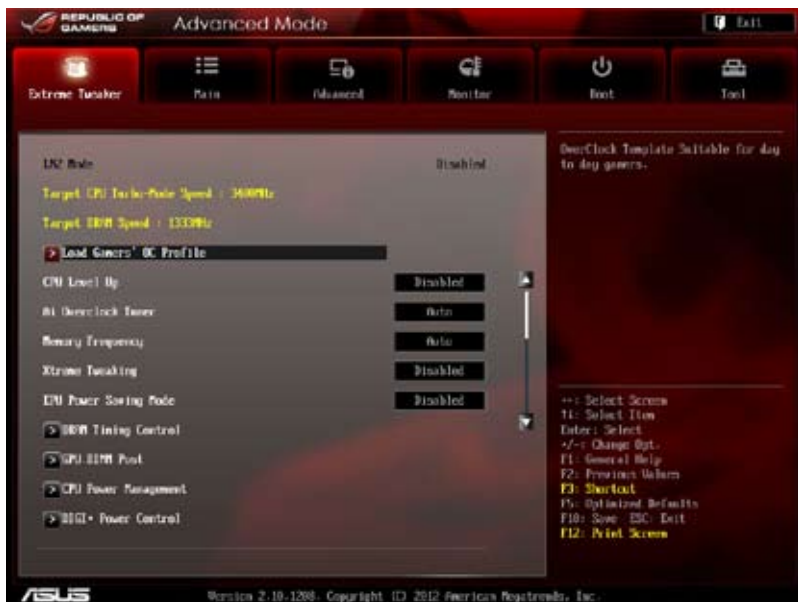 REPUBLIC OF
GAMERS
Advanced Mode
Exit
Extreme Tweaker
Main
Advanced
Monitor
Boot
Tool
LN2 Mode
Disabled
Target CPU Turbo-Mode Speed : 3400MHz
Target DRAM Speed : 1333MHz
Load Gamers' OC Profile
CPU Level Up
Disabled
Ai Overclock Tuner
Auto
Memory Frequency
Auto
Xtreme Tweaking
Disabled
EPU Power Saving Mode
Disabled
DRAM Timing Control
GPU.DIMM Post
CPU Power Management
DIGI+ Power Control
OverClock Template Suitable for day
to day gamers.
: Select Screen
: Select Item
Enter: Select
+/-: Change Opt.
F1: General Help
F2: Previous Values
F3: Shortcut
F5: Optimized Defaults
F10: Save ESC: Exit
F12: Print Screen
ASUS
Version 2.10.1208. Copyright (C) 2012 American Megatrends, Inc.